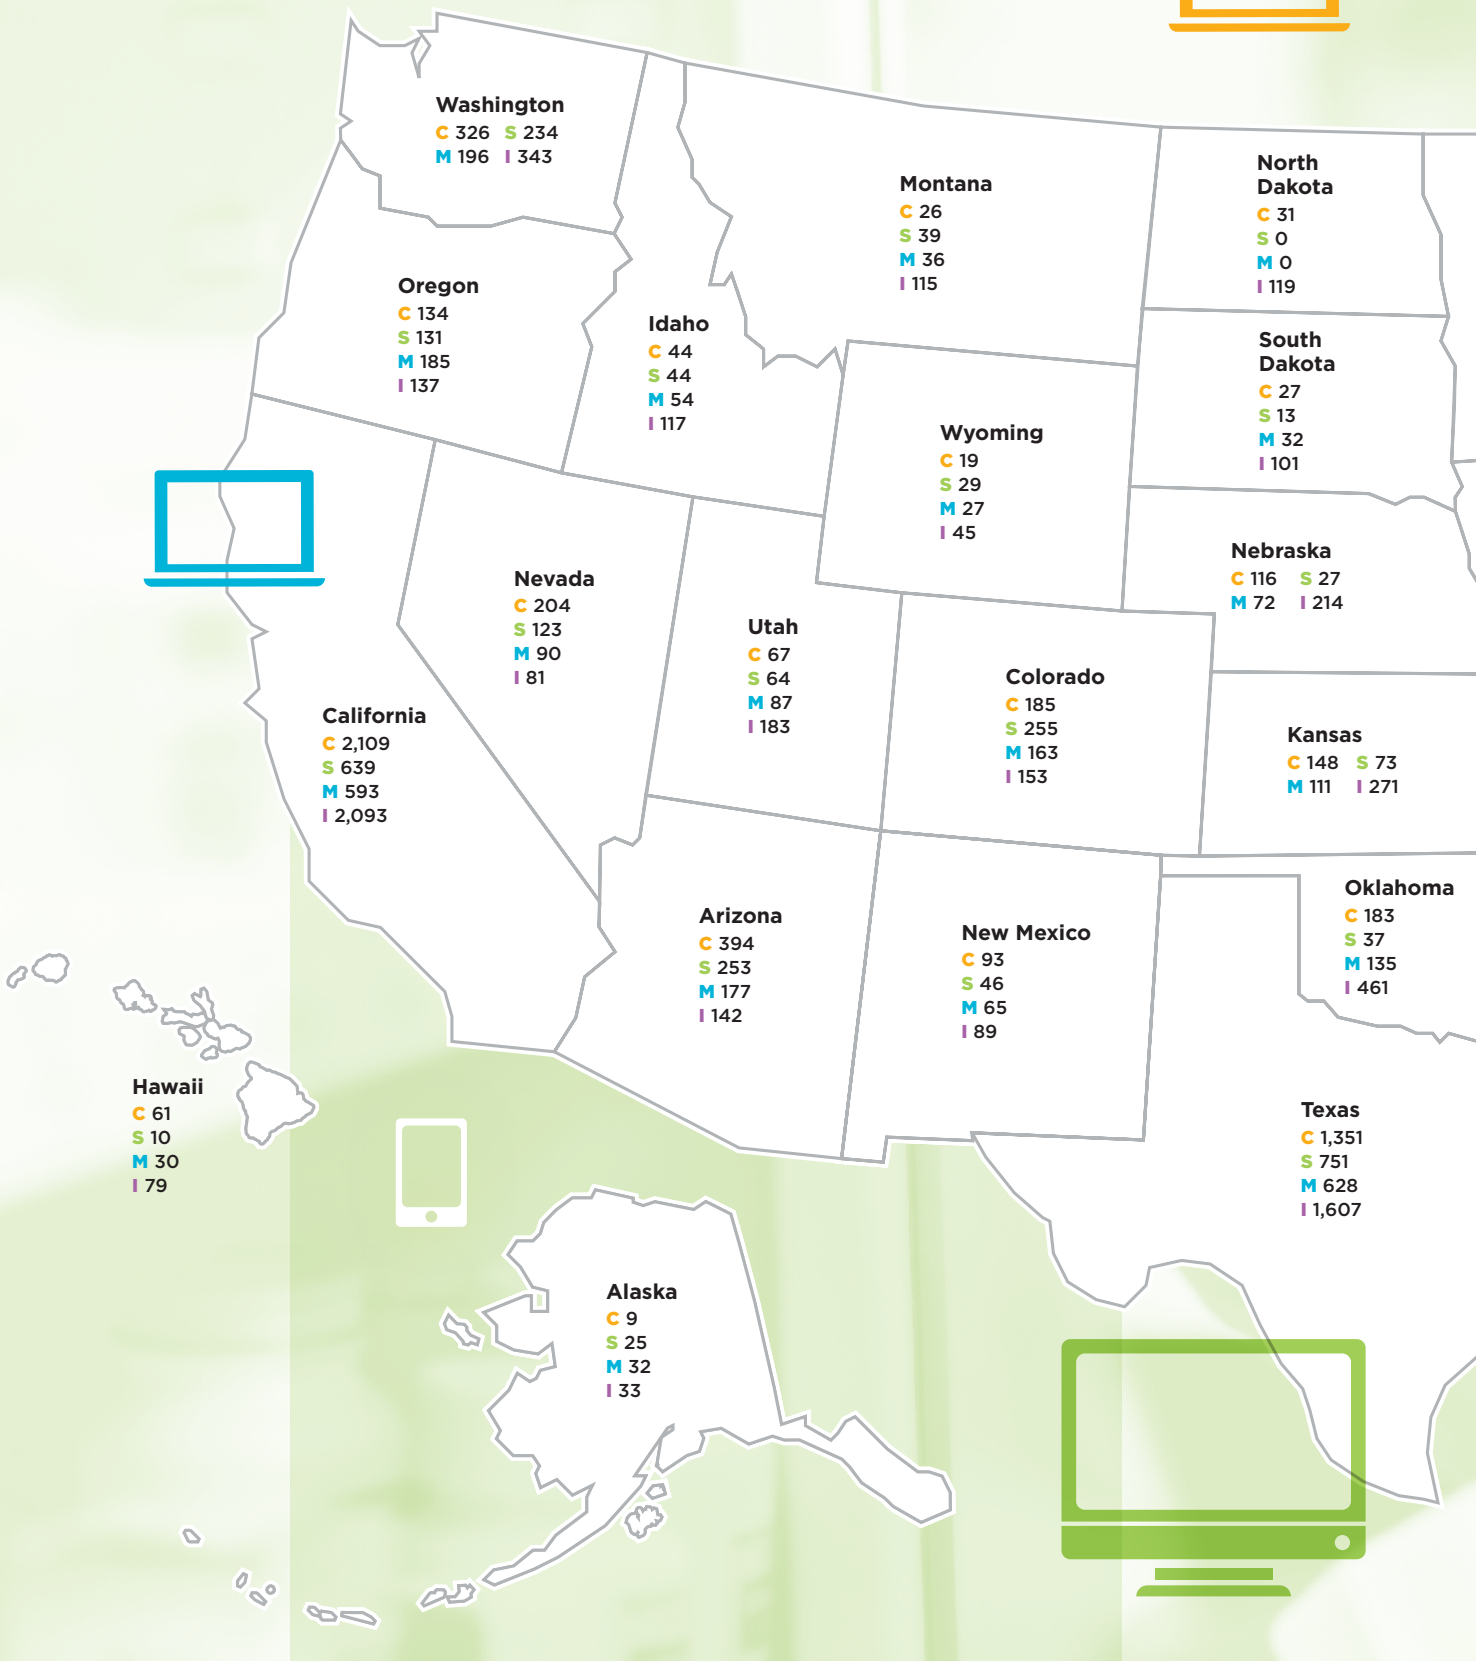 Washington
C 326 S 234
M 196 I 343
Montana
C 26
S 39
M 36
I 115
North
Dakota
C 31
S 0
M 0
I 119
Oregon
C 134
S 131
M 185
I 137
Idaho
C 44
S 44
M 54
I 117
South
Dakota
C 27
S 13
M 32
I 101
Wyoming
C 19
S 29
M 27
I 45
Nebraska
C 116 S 27
M 72 I 214
Nevada
C 204
S 123
M 90
I 81
Utah
C 67
S 64
M 87
I 183
Colorado
C 185
S 255
M 163
I 153
California
C 2,109
S 639
M 593
I 2,093
Kansas
C 148 S 73
M 111 I 271
Arizona
C 394
S 253
M 177
I 142
New Mexico
C 93
S 46
M 65
I 89
Oklahoma
C 183
S 37
M 135
I 461
Hawaii
C 61
S 10
M 30
I 79
Texas
C 1,351
S 751
M 628
I 1,607
Alaska
C 9
S 25
M 32
I 33